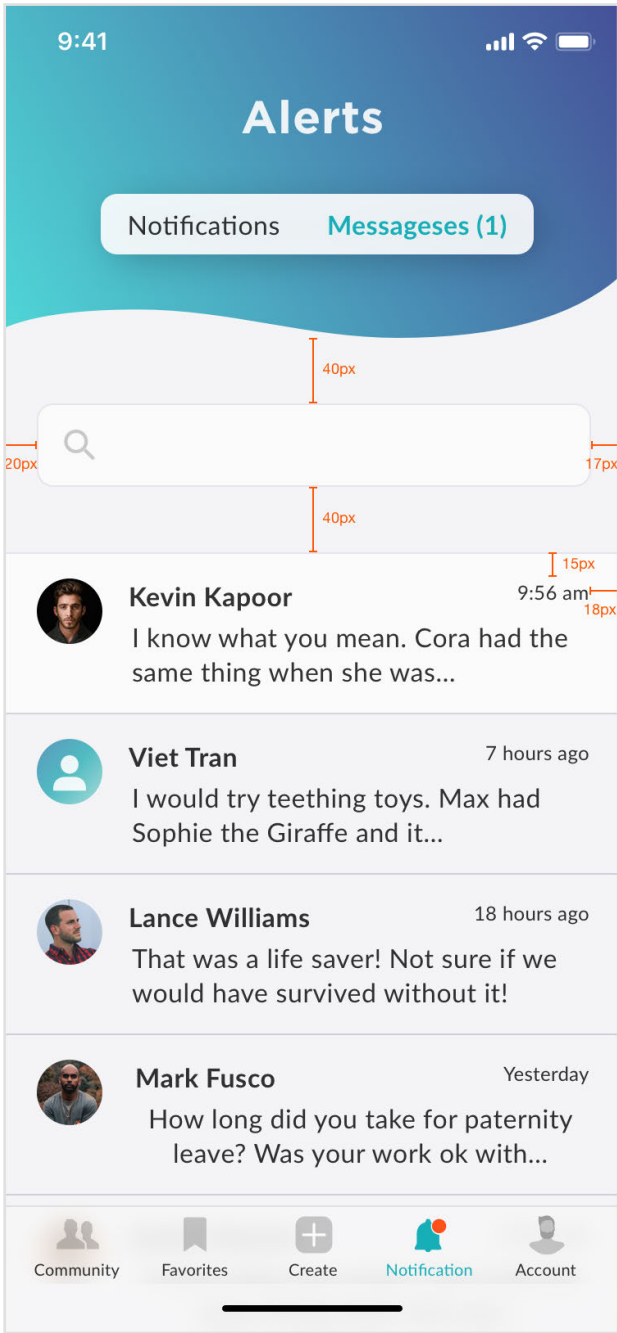 9:41
Alerts
Notifications Messageses (1)
40px
20px 17px
40px
15px
Kevin Kapoor 9:56 am
18px
I know what you mean. Cora had the
same thing when she was...
Viet Tran 7 hours ago
I would try teething toys. Max had
Sophie the Giraffe and it...
Lance Williams 18 hours ago
That was a life saver! Not sure if we
would have survived without it!
Mark Fusco Yesterday
How long did you take for paternity
leave? Was your work ok with...
Community Favorites Create Notification Account